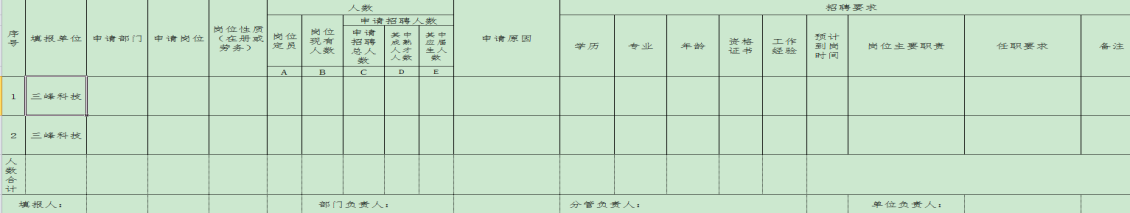 人数
招聘要求
序号
填报单位
申请部门
申请岗位
岗位性质（在册或劳务）
岗位定员
岗位现有人数
申请招聘人数
申请招聘总人数
其中成熟人才人数
其中应届生人数
申请原因
学历
专业
年龄
资格证书
工作经验
预计到岗时间
岗位主要职责
任职要求
备注
A B C D E
1 三峰科技
2 三峰科技
人数合计
填报人： 部门负责人： 分管负责人： 单位负责人：